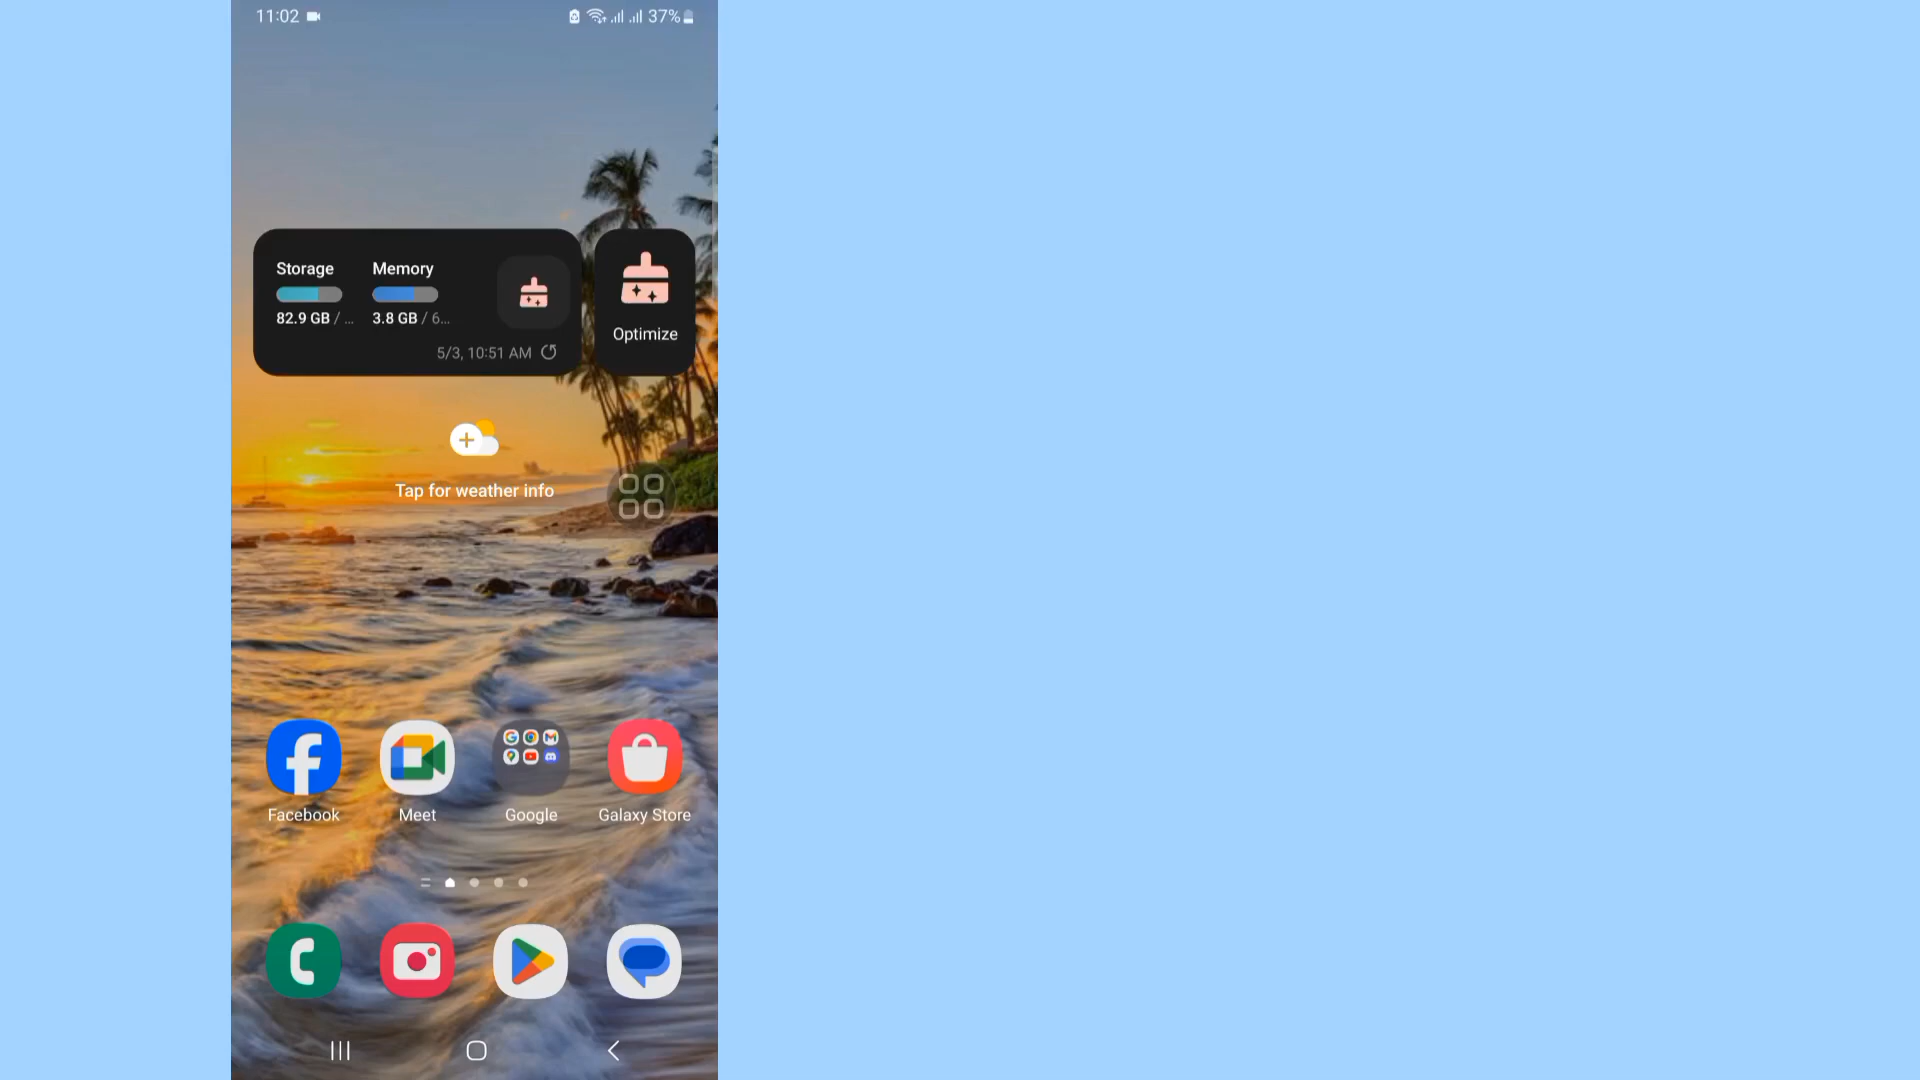 11:02 37%
Storage Memory
82.9 GB / ... 3.8 GB / 6...
Optimize
5/3, 10:51 AM
Tap for weather info
Facebook Meet Google Galaxy Store